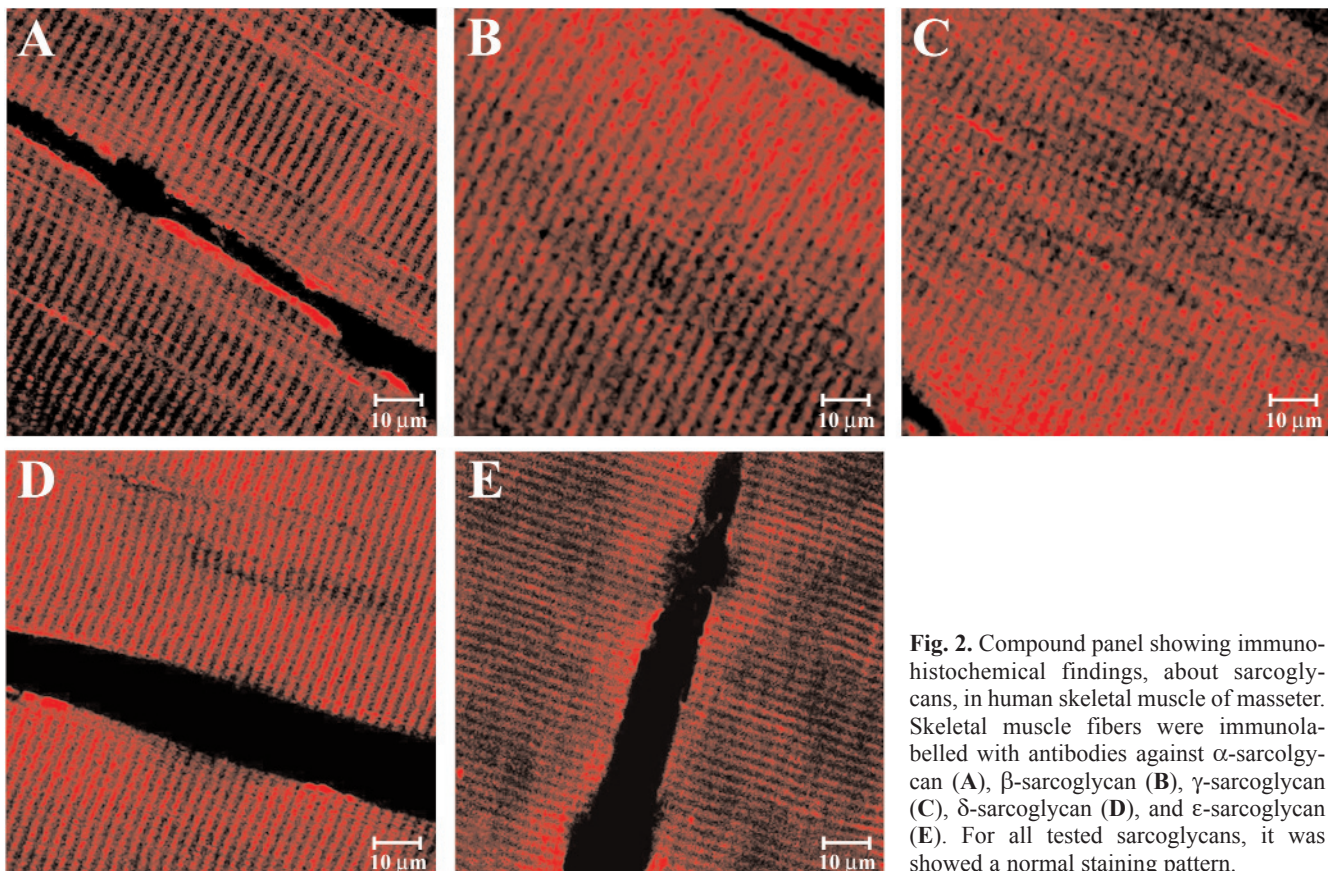 A
B
C
10 µm
10 µm
10 µm
D
E
10 µm
10 µm
Fig. 2. Compound panel showing immuno-
histochemical findings, about sarcogly-
cans, in human skeletal muscle of masseter.
Skeletal muscle fibers were immunola-
belled with antibodies against α-sarcolgy-
can (A), β-sarcoglycan (B), γ-sarcoglycan
(C), δ-sarcoglycan (D), and ε-sarcoglycan
(E). For all tested sarcoglycans, it was
showed a normal staining pattern.